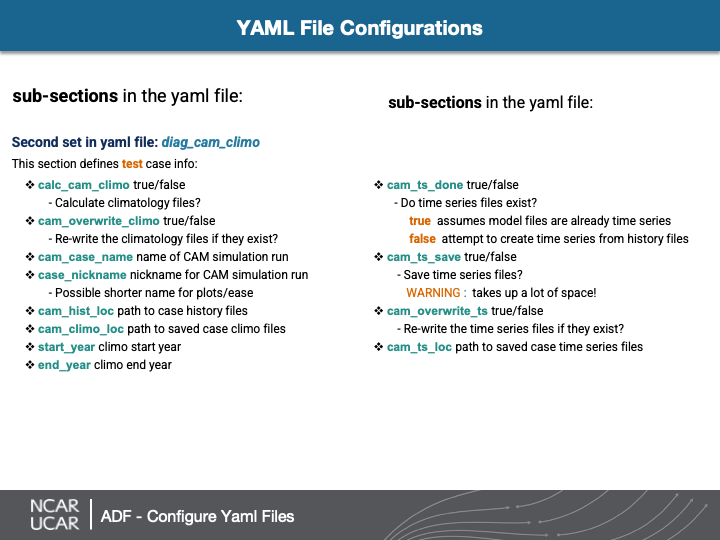 YAML File Configurations
sub-sections in the yaml file:
Second set in yaml file: diag_cam_climo
This section defines test case info:
❖ calc_cam_climo true/false
- Calculate climatology files?
❖ cam_overwrite_climo true/false
- Re-write the climatology files if they exist?
❖ cam_case_name name of CAM simulation run
❖ case_nickname nickname for CAM simulation run
- Possible shorter name for plots/ease
❖ cam_hist_loc path to case history files
❖ cam_climo_loc path to saved case climo files
❖ start_year climo start year
❖ end_year climo end year
sub-sections in the yaml file:
❖ cam_ts_done true/false
- Do time series files exist?
true assumes model files are already time series
false attempt to create time series from history files
❖ cam_ts_save true/false
- Save time series files?
WARNING : takes up a lot of space!
❖ cam_overwrite_ts true/false
- Re-write the time series files if they exist?
❖ cam_ts_loc path to saved case time series files
NCAR
UCAR
ADF - Configure Yaml Files